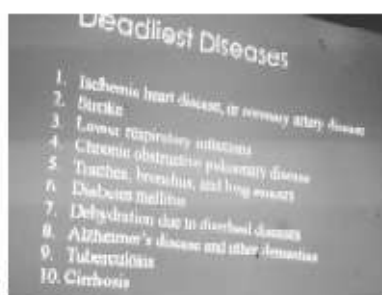 Deadliest Diseases
1. Ischemic heart disease, or coronary artery disease
2. Stroke
3. Lower respiratory infections
4. Chronic obstructive pulmonary disease
5. Trachea, bronchus, and lung cancers
6. Diabetes mellitus
7. Dehydration due to diarrheal diseases
8. Alzheimer's disease and other dementias
9. Tuberculosis
10. Cirrhosis